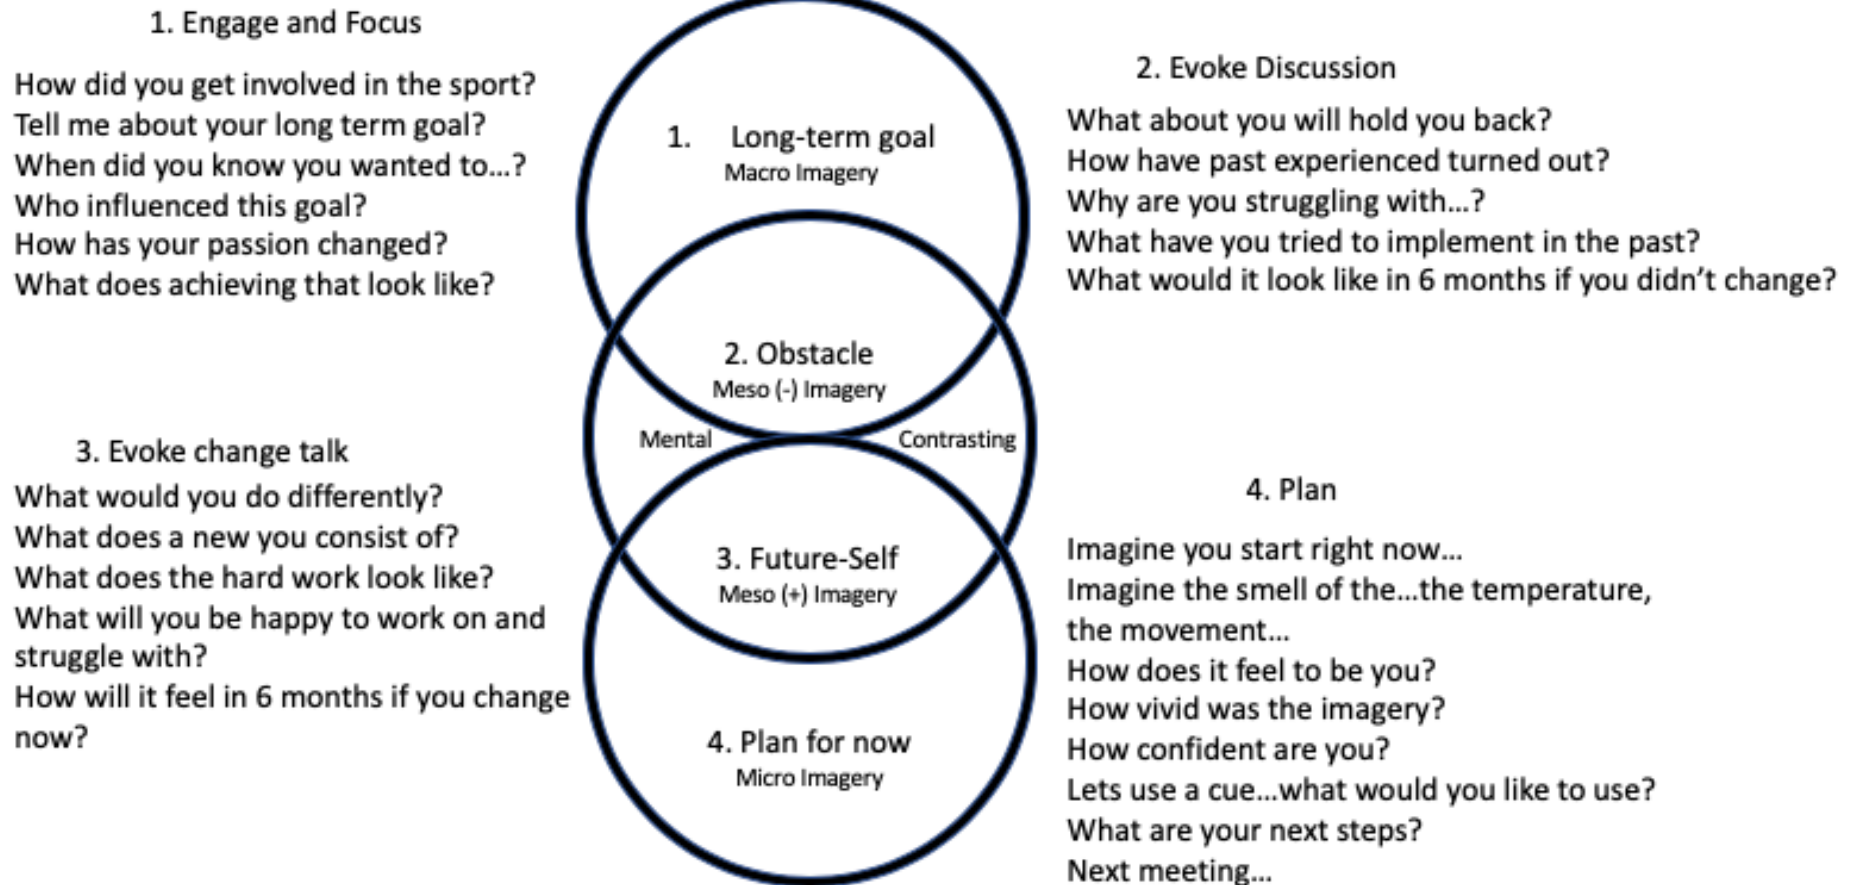 1. Engage and Focus
How did you get involved in the sport?
Tell me about your long term goal?
When did you know you wanted to...?
Who influenced this goal?
How has your passion changed?
What does achieving that look like?
1. Long-term goal
Macro Imagery
2. Evoke Discussion
What about you will hold you back?
How have past experienced turned out?
Why are you struggling with...?
What have you tried to implement in the past?
What would it look like in 6 months if you didn't change?
2. Obstacle
Meso (-) Imagery
Mental Contrasting
3. Evoke change talk
What would you do differently?
What does a new you consist of?
What does the hard work look like?
What will you be happy to work on and
struggle with?
How will it feel in 6 months if you change
now?
3. Future-Self
Meso (+) Imagery
4. Plan for now
Micro Imagery
4. Plan
Imagine you start right now...
Imagine the smell of the...the temperature,
the movement...
How does it feel to be you?
How vivid was the imagery?
How confident are you?
Lets use a cue...what would you like to use?
What are your next steps?
Next meeting...